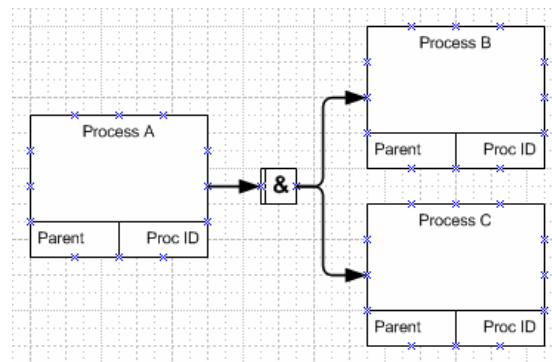 Process A
Parent Proc ID
&
Process B
Parent Proc ID
Process C
Parent Proc ID